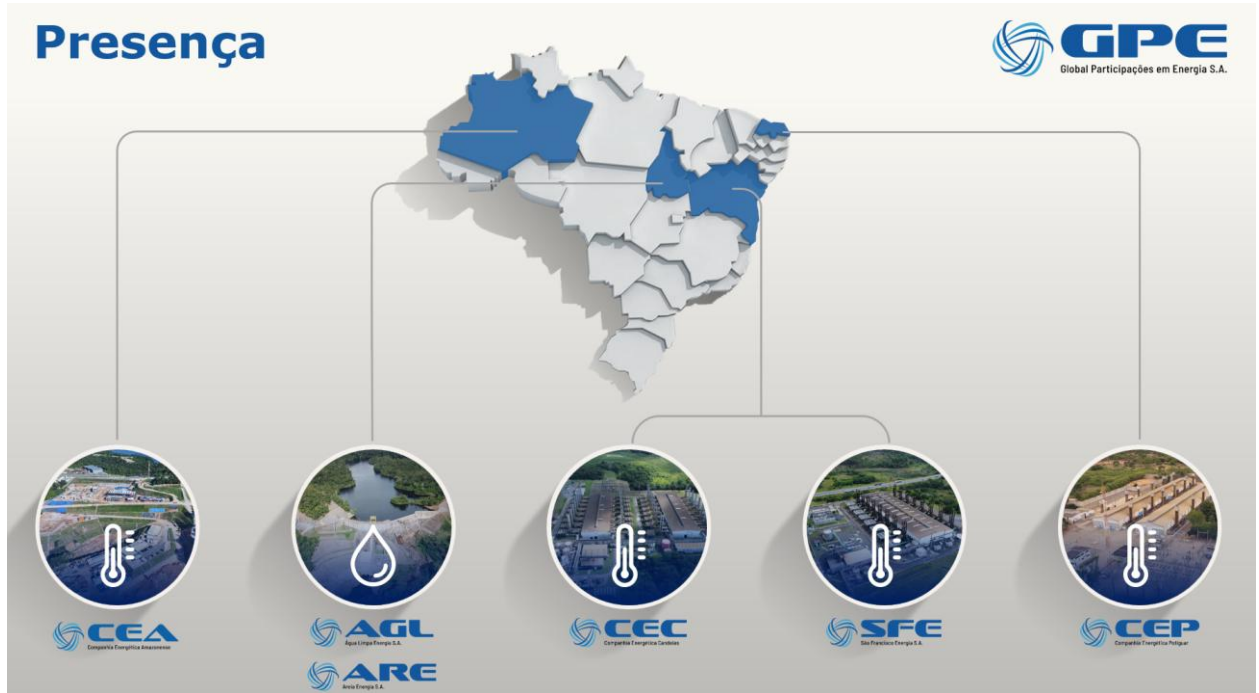 Presença
GPE
Global Participações em Energia S.A.
CEA
Companhia Energética Amazonense
AGL
Água Limpa Energia S.A.
ARE
Areia Energia S.A.
CEC
Companhia Energética Candeias
SFE
São Francisco Energia S.A.
CEP
Companhia Energética Potiguar